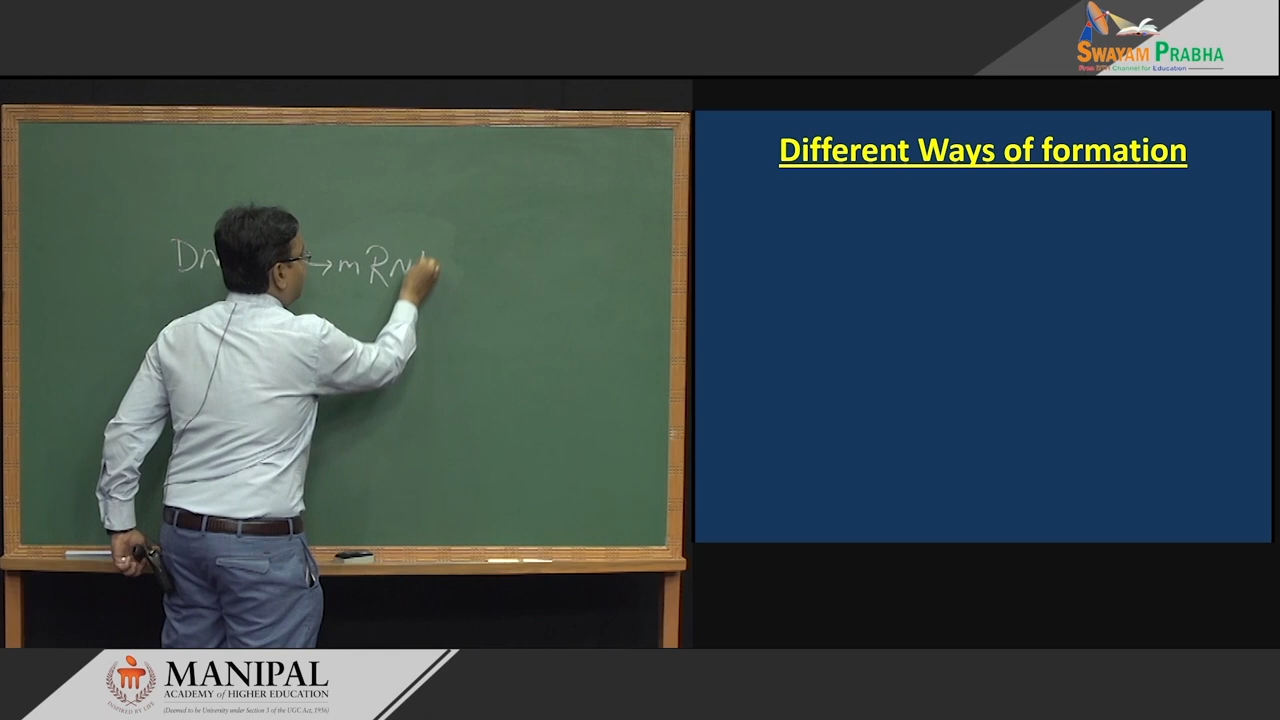 SWAYAM PRABHA
Different Ways of formation
→ mRN
MANIPAL
ACADEMY of HIGHER EDUCATION
(Deemed to be University under Section 3 of the UGC Act, 1956)
INSPIRED BY LIFE